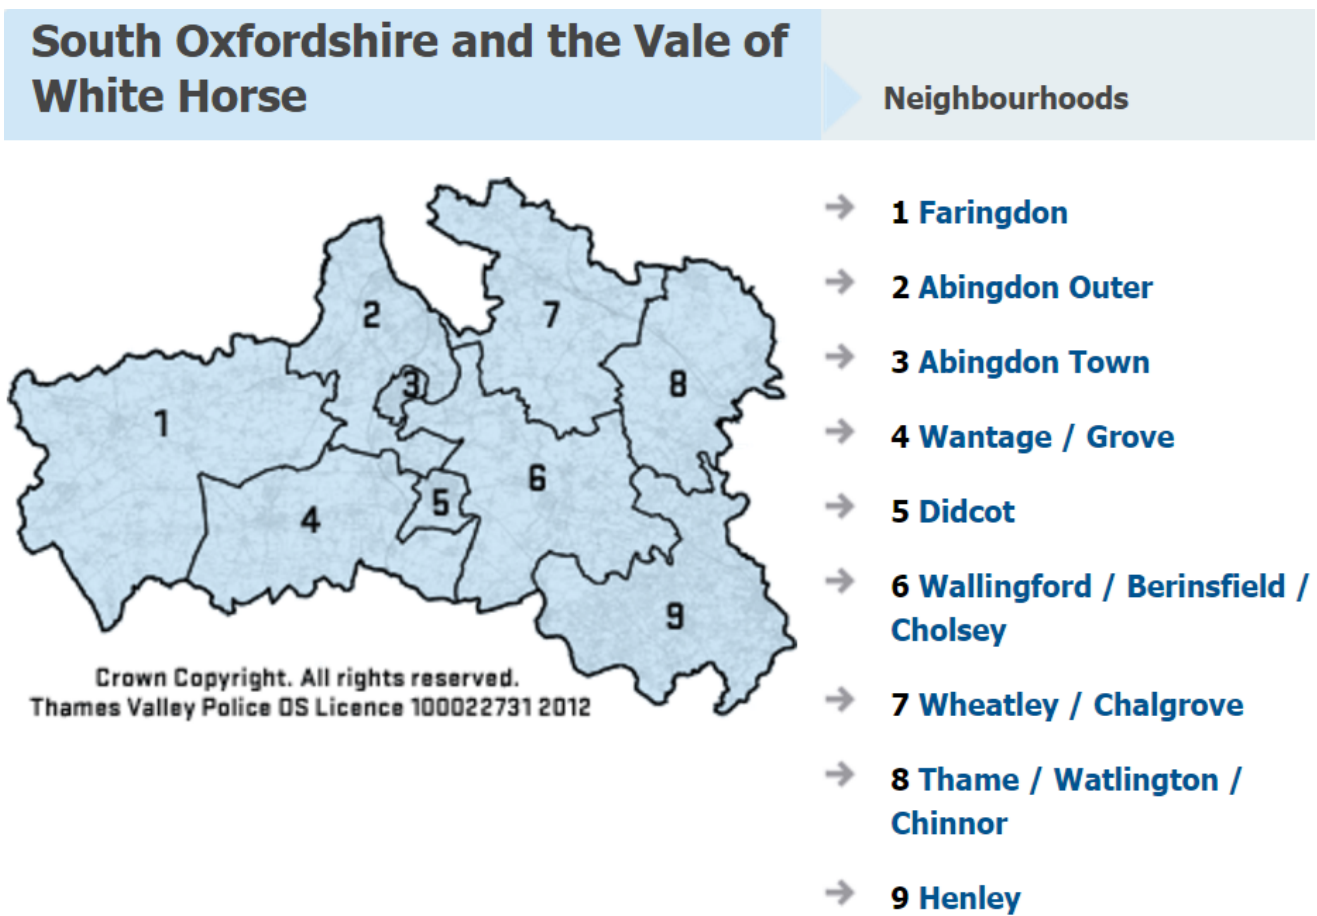 South Oxfordshire and the Vale of
White Horse
Neighbourhoods
1
2
3
4
5
6
7
8
9
Crown Copyright. All rights reserved.
Thames Valley Police OS Licence 100022731 2012
1 Faringdon
2 Abingdon Outer
3 Abingdon Town
4 Wantage / Grove
5 Didcot
6 Wallingford / Berinsfield /
Cholsey
7 Wheatley / Chalgrove
8 Thame / Watlington /
Chinnor
9 Henley